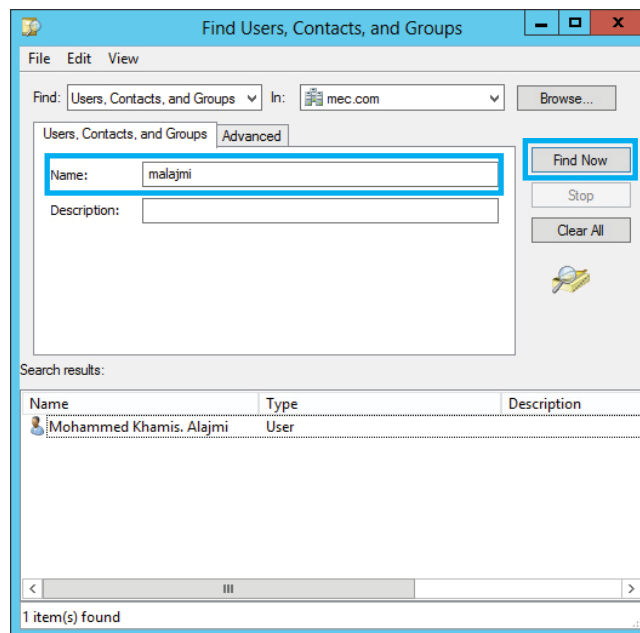 Find Users, Contacts, and Groups
File Edit View
Find: Users, Contacts, and Groups In: mec.com Browse...
Users, Contacts, and Groups Advanced
Name: malajmi
Find Now
Description:
Stop
Clear All
Search results:
Name Type Description
Mohammed Khamis. Alajmi User
1 item(s) found